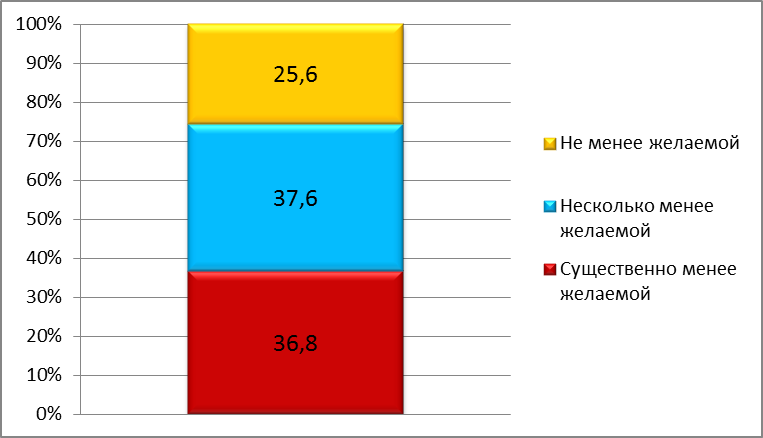 100%
90%
80%
70%
60%
50%
40%
30%
20%
10%
0%
25,6
37,6
36,8
Не менее желаемой
Несколько менее
желаемой
Существенно менее
желаемой